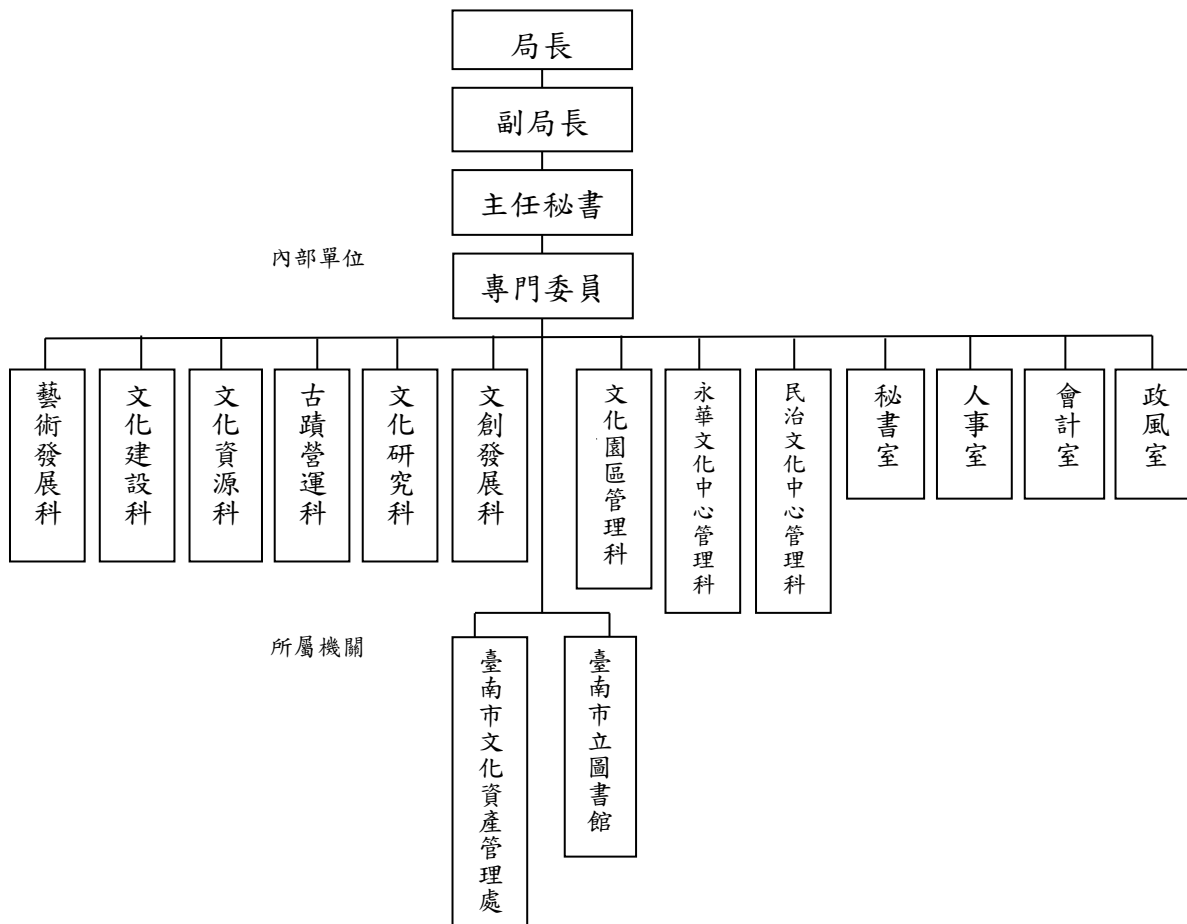 局長
副局長
主任秘書
內部單位
專門委員
藝術發展科
文化建設科
文化資源科
古蹟營運科
文化研究科
文創發展科
文化園區管理科
永華文化中心管理科
民治文化中心管理科
秘書室
人事室
會計室
政風室
所屬機關
臺南市文化資產管理處
臺南市立圖書館